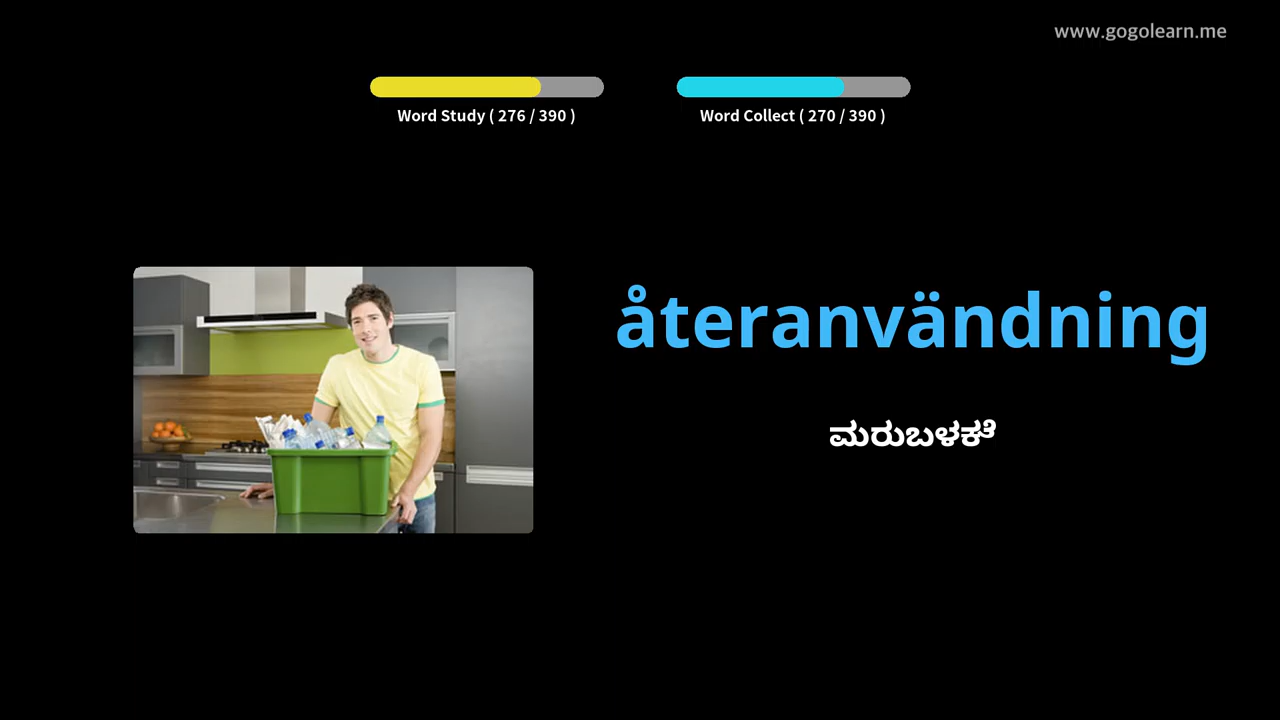 www.gogolearn.me
Word Study ( 276 / 390 )
Word Collect ( 270 / 390 )
återanvändning
ಮರುಬಳಕೆ